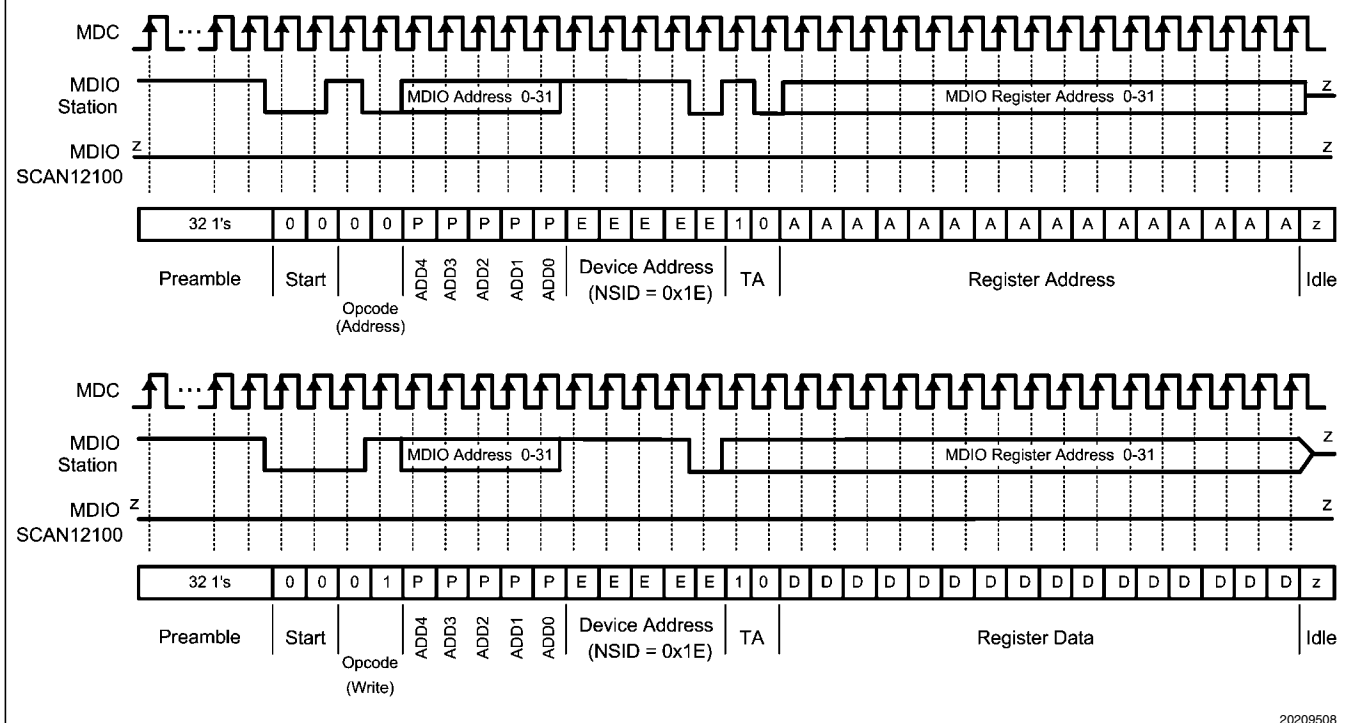 MDC
...
MDIO
Station
MDIO Address 0-31
MDIO Register Address 0-31
z
MDIO
SCAN12100
z
z
32 1's 0 0 0 0 P P P P P E E E E E 1 0 A A A A A A A A A A A A A A A A z
Preamble Start Opcode (Address) ADD4 ADD3 ADD2 ADD1 ADD0 Device Address (NSID = 0x1E) TA Register Address Idle
MDC
...
MDIO
Station
MDIO Address 0-31
MDIO Register Address 0-31
z
MDIO
SCAN12100
z
z
32 1's 0 0 0 1 P P P P P E E E E E 1 0 D D D D D D D D D D D D D D D D z
Preamble Start Opcode (Write) ADD4 ADD3 ADD2 ADD1 ADD0 Device Address (NSID = 0x1E) TA Register Data Idle
20209508